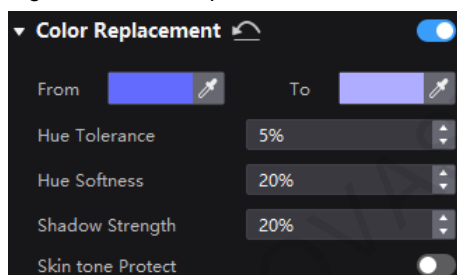 Color Replacement
From To
Hue Tolerance 5%
Hue Softness 20%
Shadow Strength 20%
Skin tone Protect